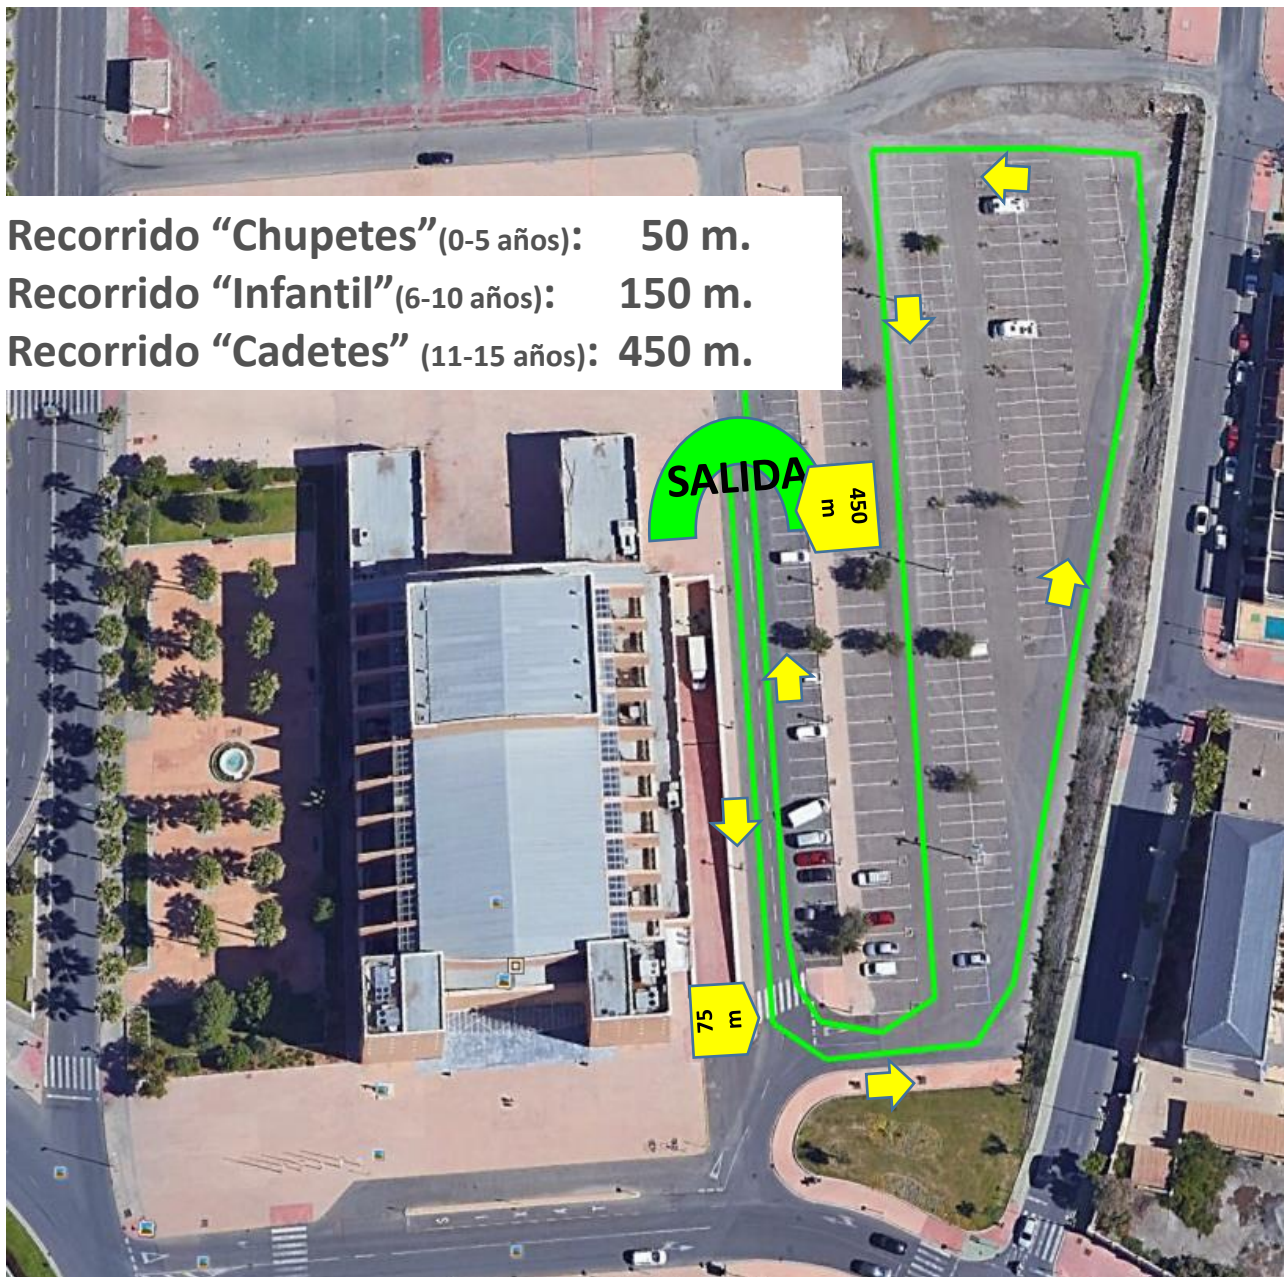 Recorrido “Chupetes”(0-5 años): 50 m.
Recorrido “Infantil”(6-10 años): 150 m.
Recorrido “Cadetes” (11-15 años): 450 m.
SALIDA
450
m
75
m